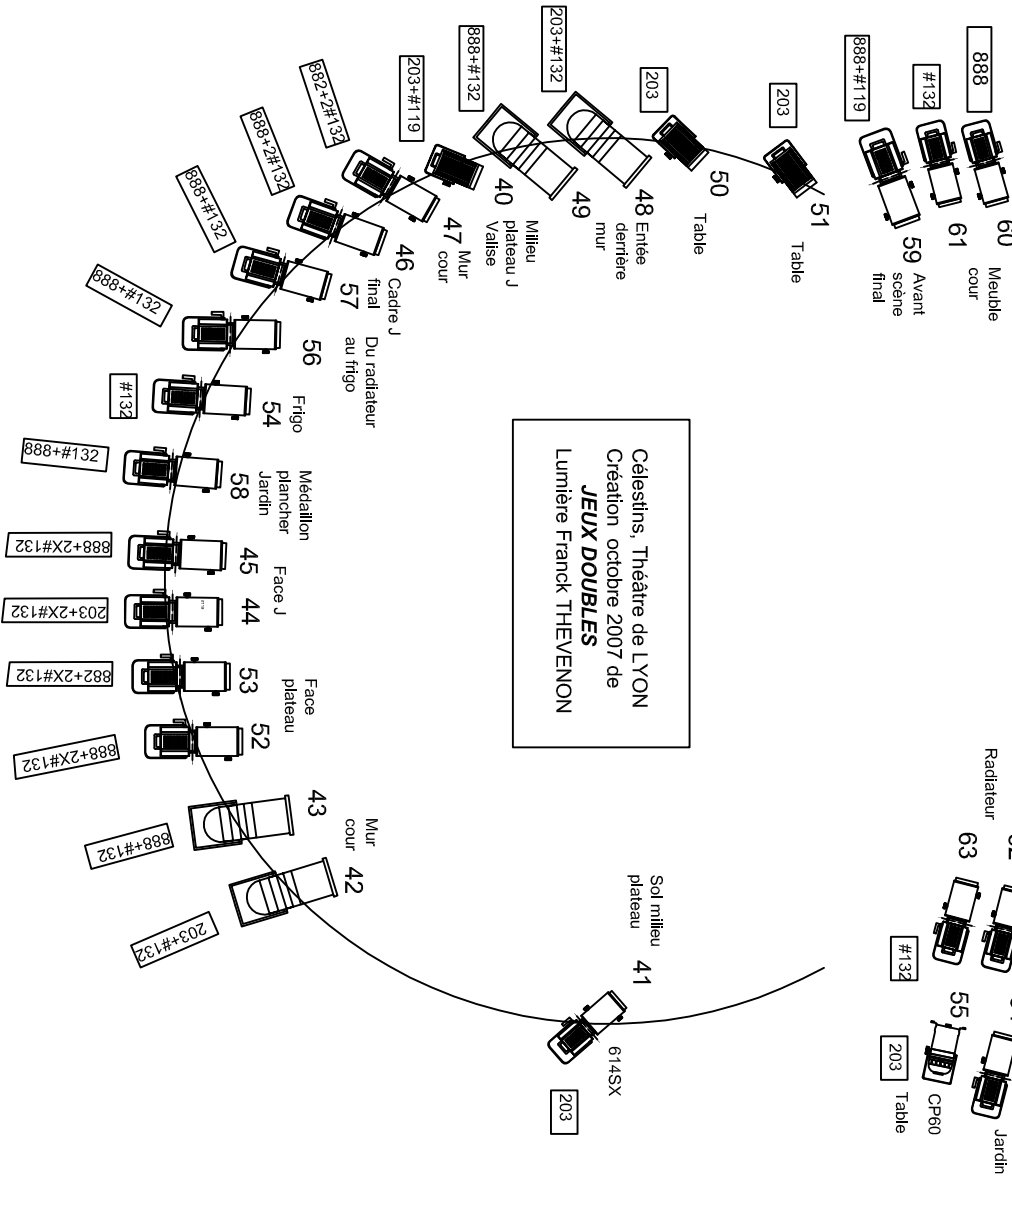 Célestins, Théâtre de LYON
Création octobre 2007 de
JEUX DOUBLES
Lumière Franck THEVENON
888
60
Meuble
cour
#132
61
888+#119
59
Avant
scène
final
203
51
Table
203
50
Table
203+#132
48
Entée
derrière
mur
49
888+#132
40
Milieu
plateau J
Valise
203+#119
47
Mur
cour
882+2#132
46
Cadre J
final
888+2#132
57
888+#132
Du radiateur
au frigo
56
888+#132
#132
54
Frigo
888+#132
58
Médaillon
plancher
Jardin
888+2X#132
45
Face J
203+2X#132
44
882+2X#132
53
Face
plateau
888+2X#132
52
888+#132
43
Mur
cour
203+#132
42
Sol milieu
plateau
41
614SX
203
Radiateur
63
#132
55
203
Table
CP60
Jardin